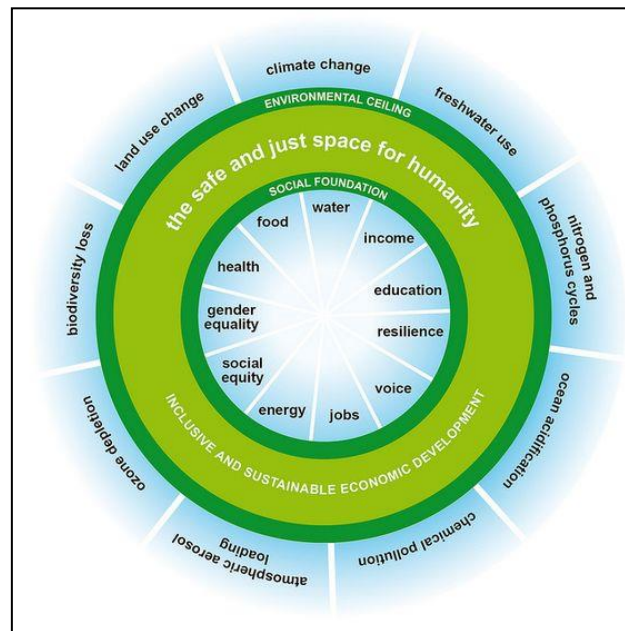 climate change
freshwater use
nitrogen and
phosphorus cycles
ocean acidification
chemical pollution
atmospheric aerosol
loading
ozone depletion
biodiversity loss
land use change
ENVIRONMENTAL CEILING
the safe and just space for humanity
SOCIAL FOUNDATION
water
income
education
resilience
voice
jobs
energy
social
equity
gender
equality
health
food
INCLUSIVE AND SUSTAINABLE ECONOMIC DEVELOPMENT